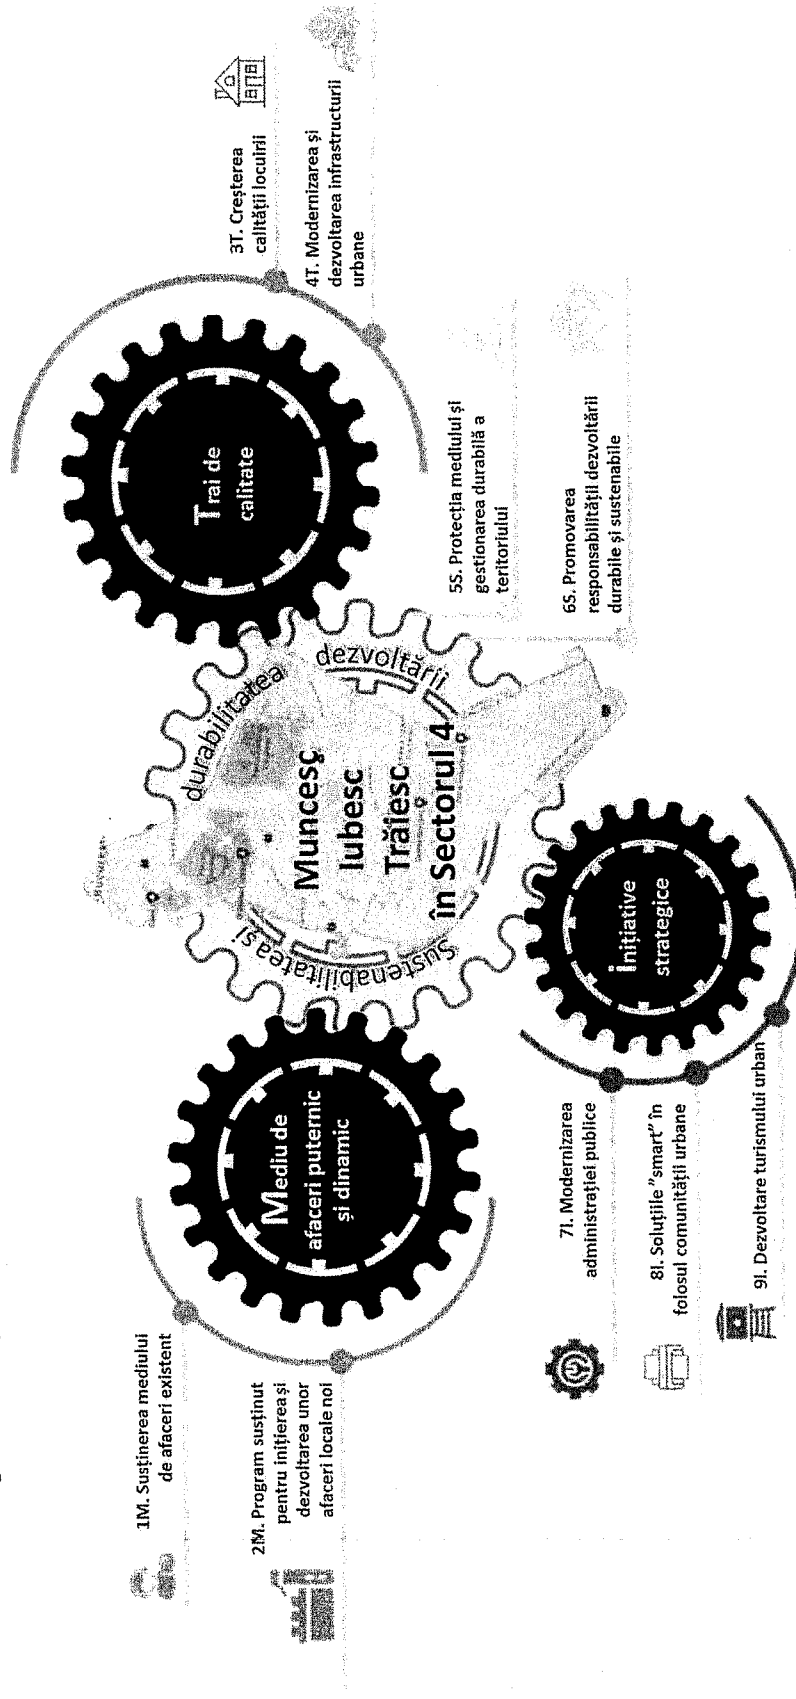 1M. Susținerea mediului
de afaceri existent
2M. Program susținut
pentru inițierea și
dezvoltarea unor
afaceri locale noi
Mediu de
afaceri puternic
și dinamic
Sustenabilitatea și
durabilitatea
dezvoltării
Muncesc
Iubesc
Trăiesc
în Sectorul 4
Trai de
calitate
3T. Creșterea
calității locuirii
4T. Modernizarea și
dezvoltarea infrastructurii
urbane
5S. Protecția mediului și
gestionarea durabilă a
teritoriului
6S. Promovarea
responsabilității dezvoltării
durabile și sustenabile
Inițiative
strategice
7I. Modernizarea
administrației publice
8I. Soluțiile "smart" în
folosul comunității urbane
9I. Dezvoltare turismului urban